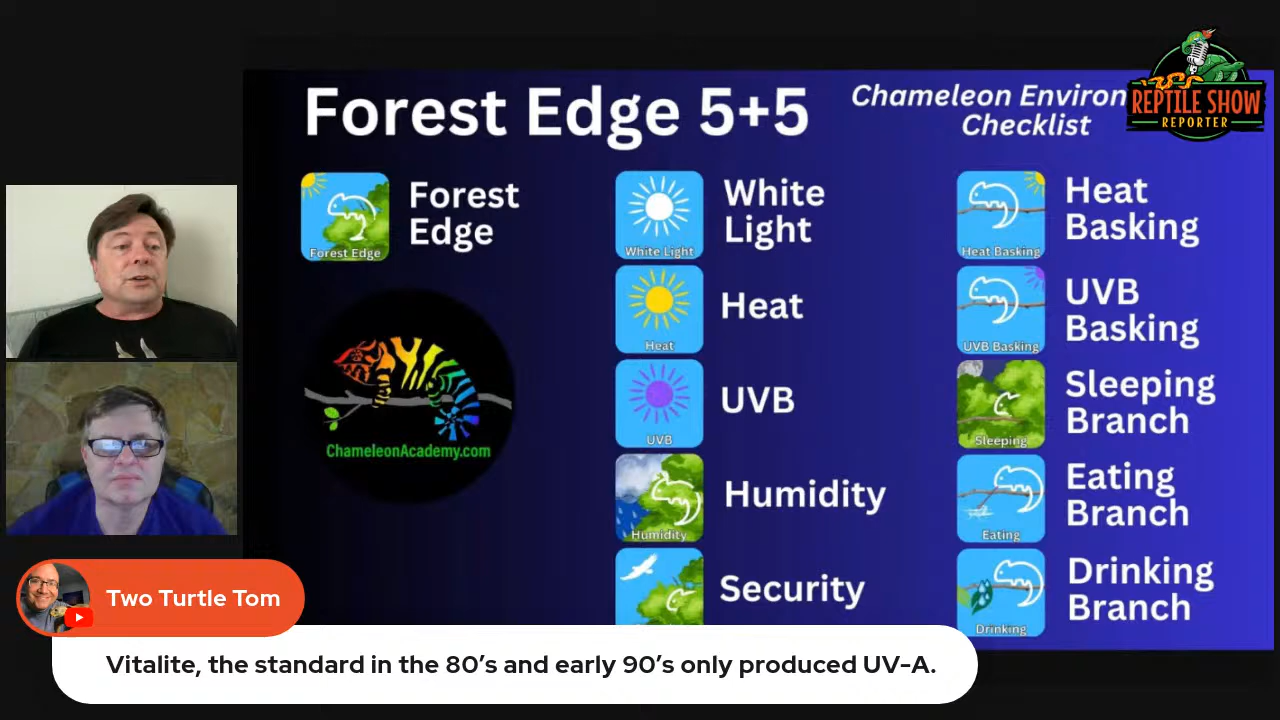 Forest Edge 5+5
Chameleon Environ
Checklist
REPTILE SHOW
REPORTER
Forest Edge
Forest
Edge
ChameleonAcademy.com
White Light
White
Light
Heat
Heat
UVB
UVB
Humidity
Humidity
Security
Heat Basking
Heat
Basking
UVB Basking
UVB
Basking
Sleeping
Sleeping
Branch
Eating
Eating
Branch
Drinking
Drinking
Branch
Two Turtle Tom
Vitalite, the standard in the 80's and early 90's only produced UV-A.